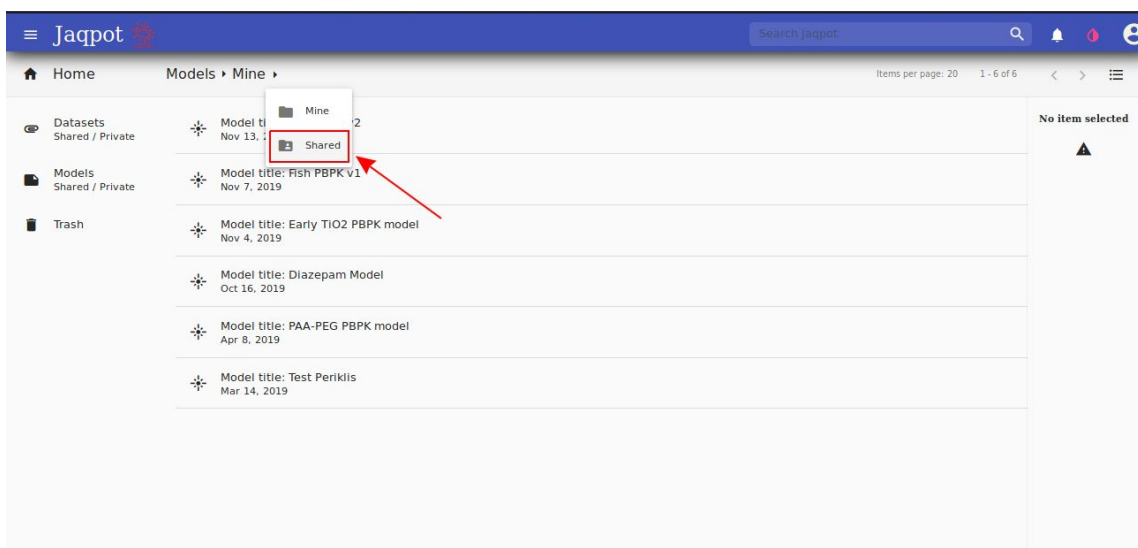 Jaqpot
Search Jaqpot
Home
Models Mine
Items per page: 20 1 - 6 of 6
Datasets
Shared / Private
Models
Shared / Private
Trash
Mine
Shared
Model ti 2
Nov 13,
Model title: Fish PBPK v1
Nov 7, 2019
Model title: Early TiO2 PBPK model
Nov 4, 2019
Model title: Diazepam Model
Oct 16, 2019
Model title: PAA-PEG PBPK model
Apr 8, 2019
Model title: Test Periklis
Mar 14, 2019
No item selected